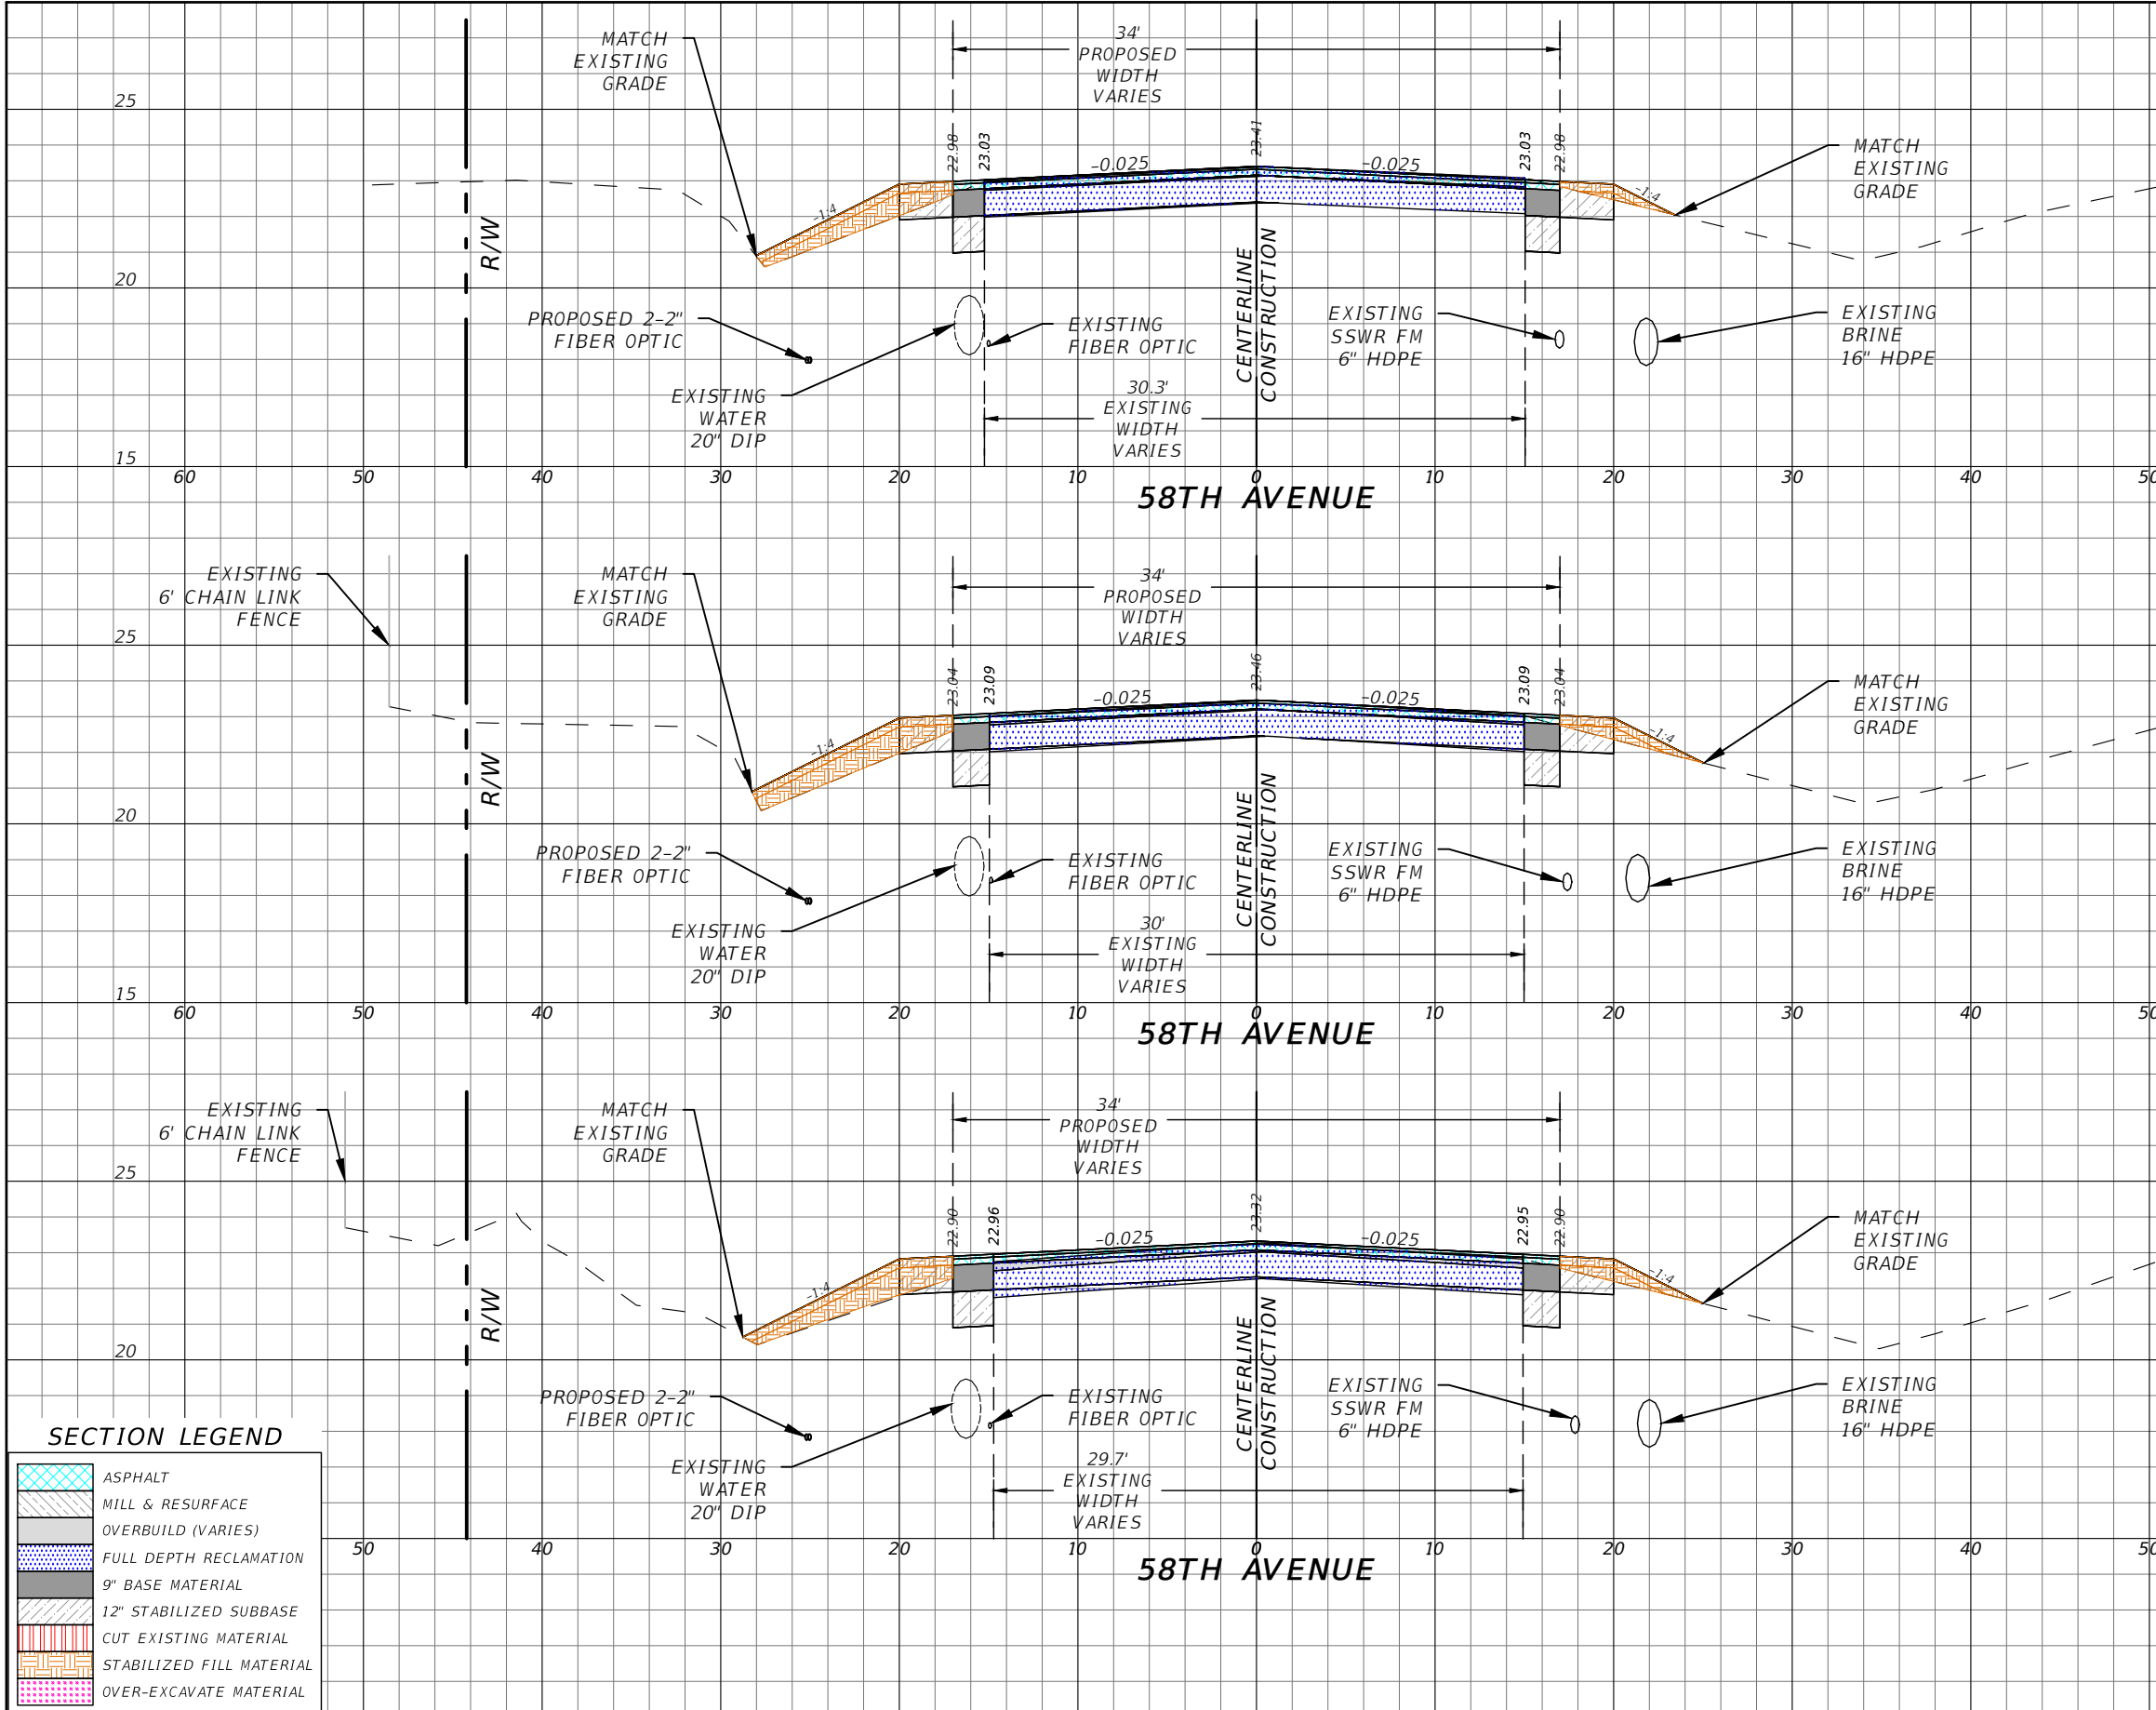 MATCH
EXISTING
GRADE
34'
PROPOSED
WIDTH
VARIES
25
22.98
23.03
-0.025
23.41
-0.025
23.03
22.98
MATCH
EXISTING
GRADE
-1:4
-1:4
R/W
20
PROPOSED 2-2"
FIBER OPTIC
EXISTING
FIBER OPTIC
CENTERLINE
CONSTRUCTION
EXISTING
SSWR FM
6" HDPE
EXISTING
BRINE
16" HDPE
EXISTING
WATER
20" DIP
30.3'
EXISTING
WIDTH
VARIES
15
60 50 40 30 20 10 0 10 20 30 40 50
58TH AVENUE
EXISTING
6' CHAIN LINK
FENCE
MATCH
EXISTING
GRADE
34'
PROPOSED
WIDTH
VARIES
25
23.04
23.09
-0.025
23.46
-0.025
23.09
23.04
MATCH
EXISTING
GRADE
-1:4
-1:4
R/W
20
PROPOSED 2-2"
FIBER OPTIC
EXISTING
FIBER OPTIC
CENTERLINE
CONSTRUCTION
EXISTING
SSWR FM
6" HDPE
EXISTING
BRINE
16" HDPE
EXISTING
WATER
20" DIP
30'
EXISTING
WIDTH
VARIES
15
60 50 40 30 20 10 0 10 20 30 40 50
58TH AVENUE
EXISTING
6' CHAIN LINK
FENCE
MATCH
EXISTING
GRADE
34'
PROPOSED
WIDTH
VARIES
25
22.90
22.96
-0.025
23.32
-0.025
22.95
22.90
MATCH
EXISTING
GRADE
-1:4
-1:4
R/W
20
PROPOSED 2-2"
FIBER OPTIC
EXISTING
FIBER OPTIC
CENTERLINE
CONSTRUCTION
EXISTING
SSWR FM
6" HDPE
EXISTING
BRINE
16" HDPE
EXISTING
WATER
20" DIP
29.7'
EXISTING
WIDTH
VARIES
50 40 30 20 10 0 10 20 30 40 50
58TH AVENUE
SECTION LEGEND
ASPHALT
MILL & RESURFACE
OVERBUILD (VARIES)
FULL DEPTH RECLAMATION
9" BASE MATERIAL
12" STABILIZED SUBBASE
CUT EXISTING MATERIAL
STABILIZED FILL MATERIAL
OVER-EXCAVATE MATERIAL